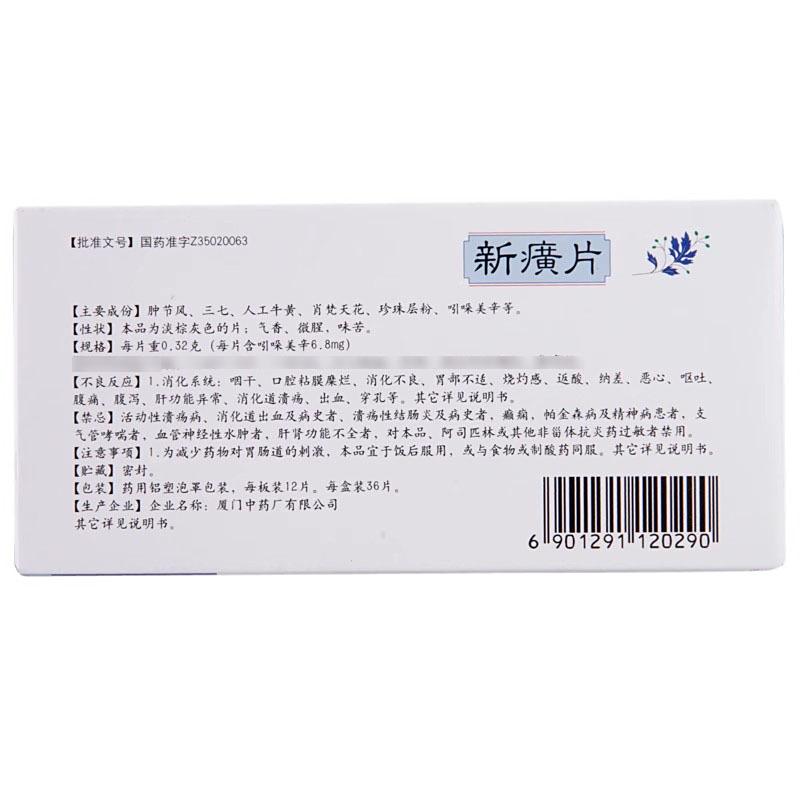 【批准文号】国药准字Z35020063
新癀片
【主要成份】肿节风、三七、人工牛黄、肖梵天花、珍珠层粉、吲哚美辛等。
【性状】本品为淡棕灰色的片；气香、微腥，味苦。
【规格】每片重0.32克（每片含吲哚美辛6.8mg）
【不良反应】1.消化系统：咽干、口腔粘膜糜烂、消化不良、胃部不适、烧灼感、返酸、纳差、恶心、呕吐、
腹痛、腹泻、肝功能异常、消化道溃疡、出血、穿孔等。其它详见说明书。
【禁忌】活动性溃疡病、消化道出血及病史者、溃疡性结肠炎及病史者，癫痫，帕金森病及精神病患者，支
气管哮喘者，血管神经性水肿者，肝肾功能不全者，对本品、阿司匹林或其他非甾体抗炎药过敏者禁用。
【注意事项】1.为减少药物对胃肠道的刺激，本品宜于饭后服用，或与食物或制酸药同服。其它详见说明书。
【贮藏】密封。
【包装】药用铝塑泡罩包装，每板装12片。每盒装36片。
【生产企业】企业名称：厦门中药厂有限公司
其它详见说明书。
6 901291 120290